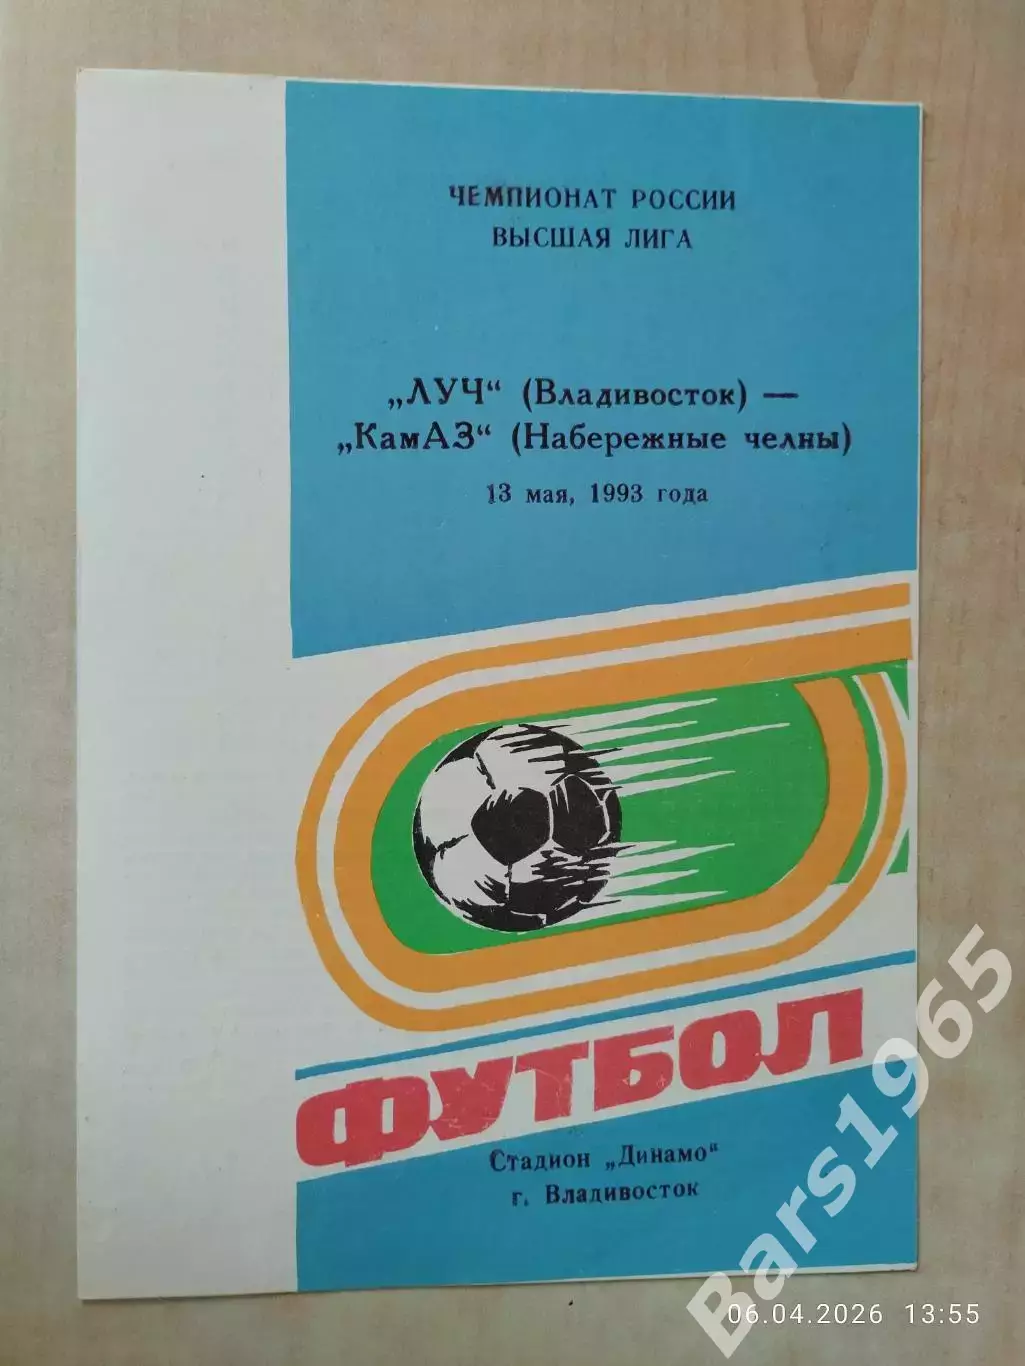 ЧЕМПИОНАТ РОССИИ
ВЫСШАЯ ЛИГА
„ЛУЧ“ (Владивосток) —
„КамАЗ“ (Набережные челны)
13 мая, 1993 года
ФУТБОЛ
Стадион „Динамо“
г. Владивосток
Bars1965
06.04.2026 13:55